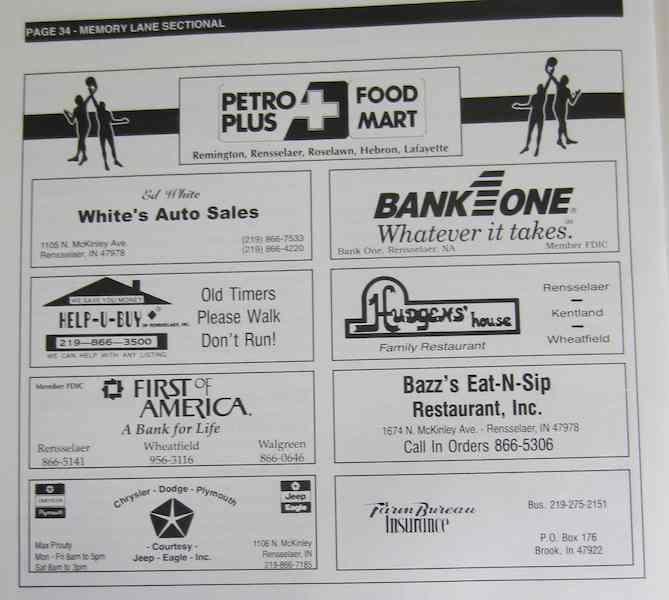 PAGE 34 - MEMORY LANE SECTIONAL
PETRO PLUS
FOOD MART
Remington, Rensselaer, Roselawn, Hebron, Lafayette
Ed White
White's Auto Sales
1105 N. McKinley Ave.
Rensselaer, IN 47978
(219) 866-7533
(219) 866-4220
BANK ONE
Whatever it takes.
Bank One, Rensselaer, NA
Member FDIC
WE SAVE YOU MONEY
HELP-U-BUY
OF RENSSELAER, INC.
219—866—3500
WE CAN HELP WITH ANY LISTING
Old Timers
Please Walk
Don't Run!
Hudgens' house
Family Restaurant
Rensselaer
—
Kentland
—
Wheatfield
Member FDIC
FIRST OF
AMERICA.
A Bank for Life
Rensselaer
866-5141
Wheatfield
956-3116
Walgreen
866-0646
Bazz's Eat-N-Sip
Restaurant, Inc.
1674 N. McKinley Ave. - Rensselaer, IN 47978
Call In Orders 866-5306
CHRYSLER
Plymouth
Max Prouty
Mon - Fri 8am to 5pm
Sat 8am to 3pm
Chrysler - Dodge - Plymouth
- Courtesy -
Jeep - Eagle - Inc.
Jeep
Eagle
1106 N. McKinley
Rensselaer, IN
219-866-7185
Farm Bureau
Insurance
Bus. 219-275-2151
P.O. Box 176
Brook, IN 47922